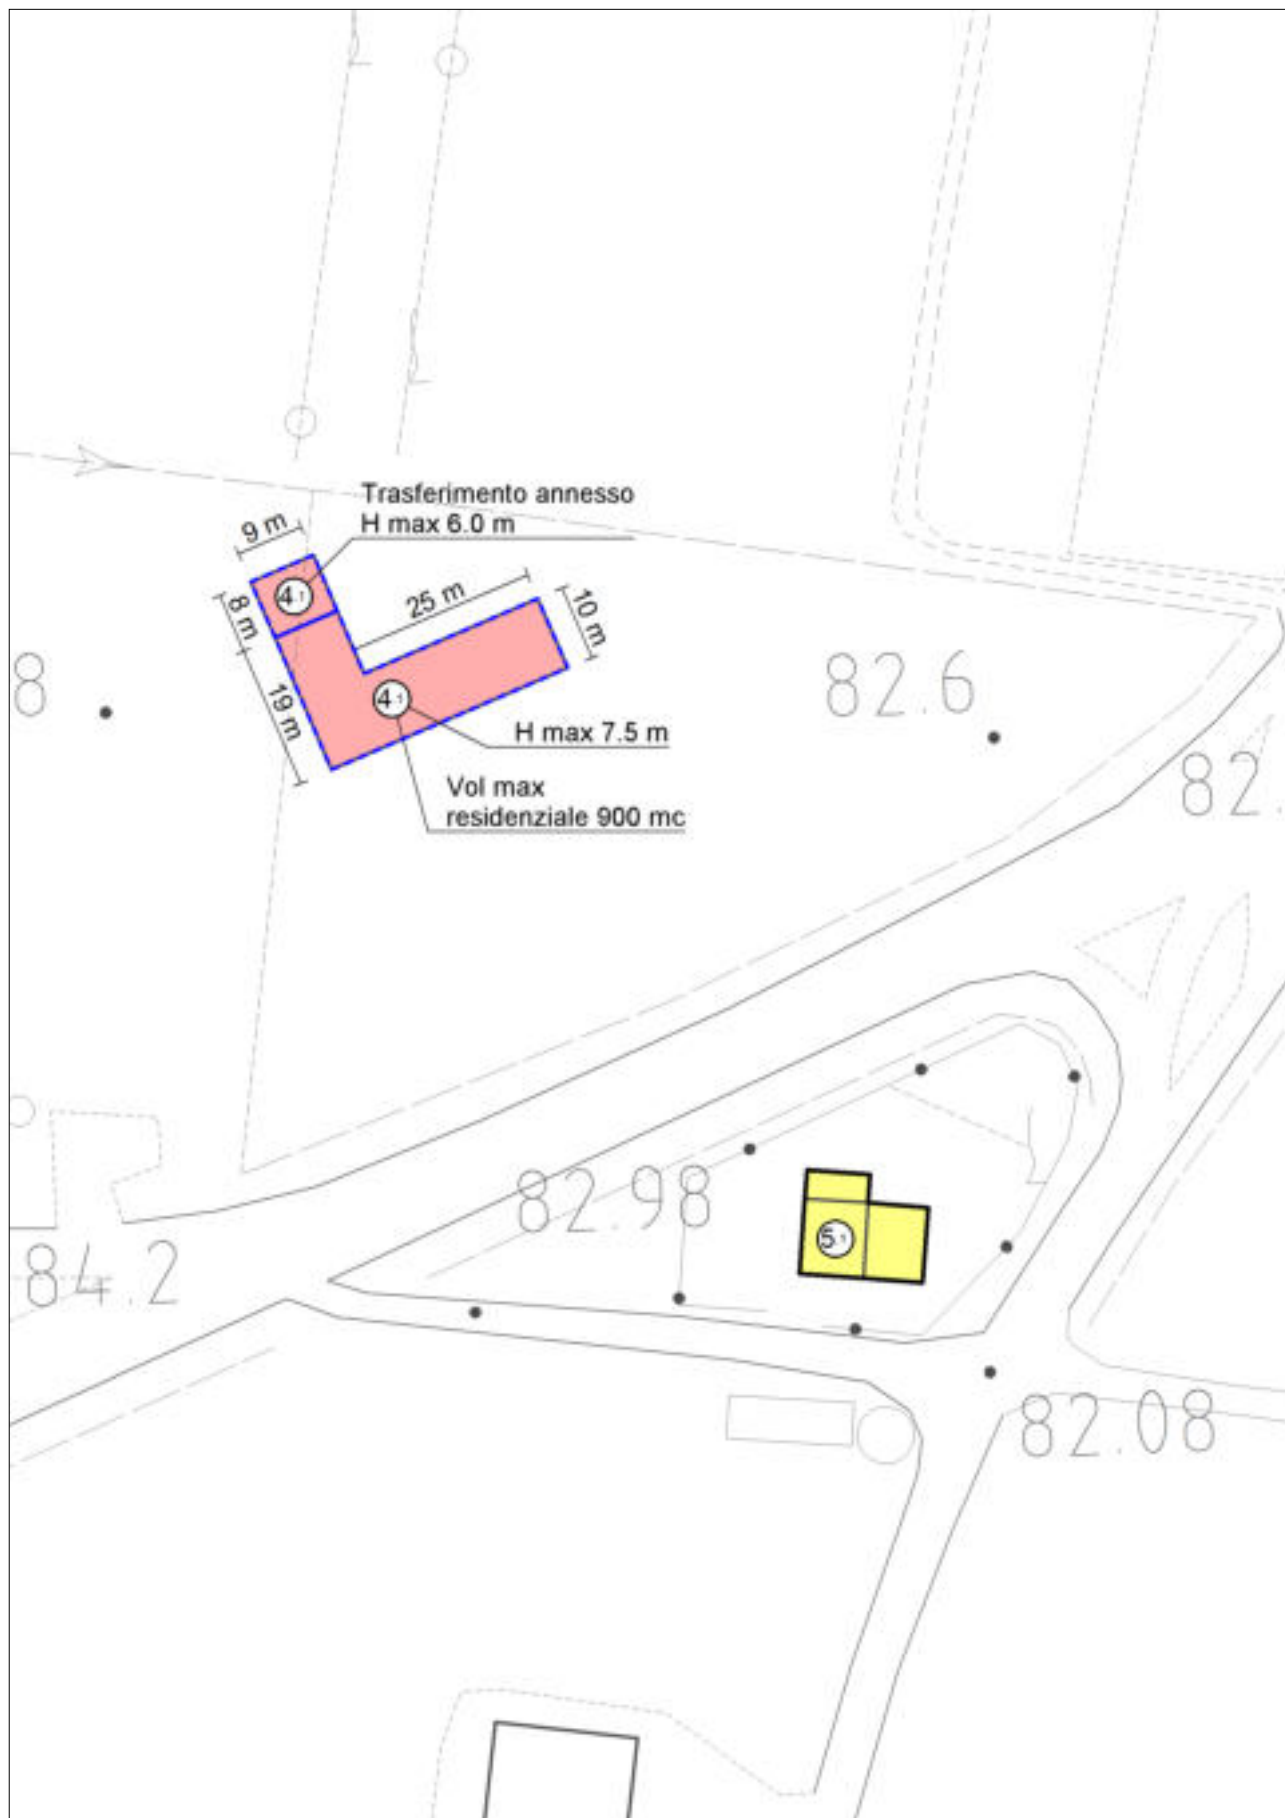 Trasferimento annesso
H max 6.0 m
9 m
4.1
8 m
25 m
10 m
8
82.6
19 m
4.1
H max 7.5 m
82.
Vol max
residenziale 900 mc
82.98
5.1
84.2
82.08